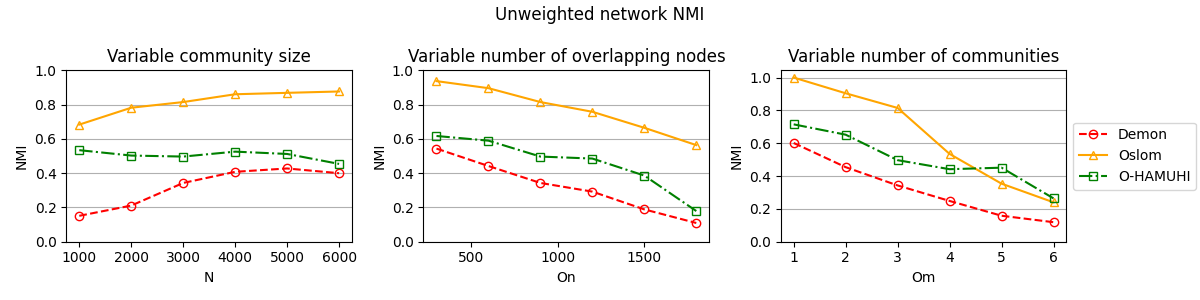 Unweighted network NMI
Variable community size
NMI
1.0
0.8
0.6
0.4
0.2
0.0
1000 2000 3000 4000 5000 6000
N
Variable number of overlapping nodes
NMI
1.0
0.8
0.6
0.4
0.2
0.0
500 1000 1500
On
Variable number of communities
NMI
1.0
0.8
0.6
0.4
0.2
0.0
1 2 3 4 5 6
Om
Demon
Oslom
O-HAMUHI